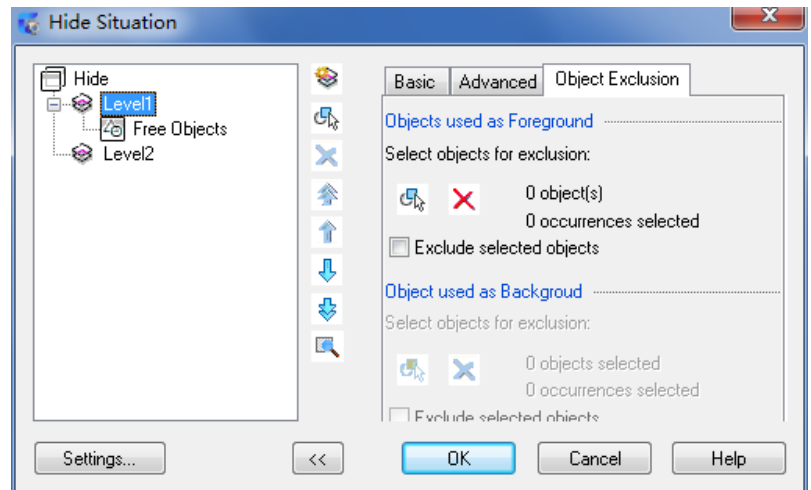 Hide Situation
Hide
Level1
Free Objects
Level2
Basic Advanced Object Exclusion
Objects used as Foreground
Select objects for exclusion:
0 object(s)
0 occurrences selected
Exclude selected objects
Object used as Backgroud
Select objects for exclusion:
0 objects selected
0 occurrences selected
Exclude selected objects
Settings... << OK Cancel Help